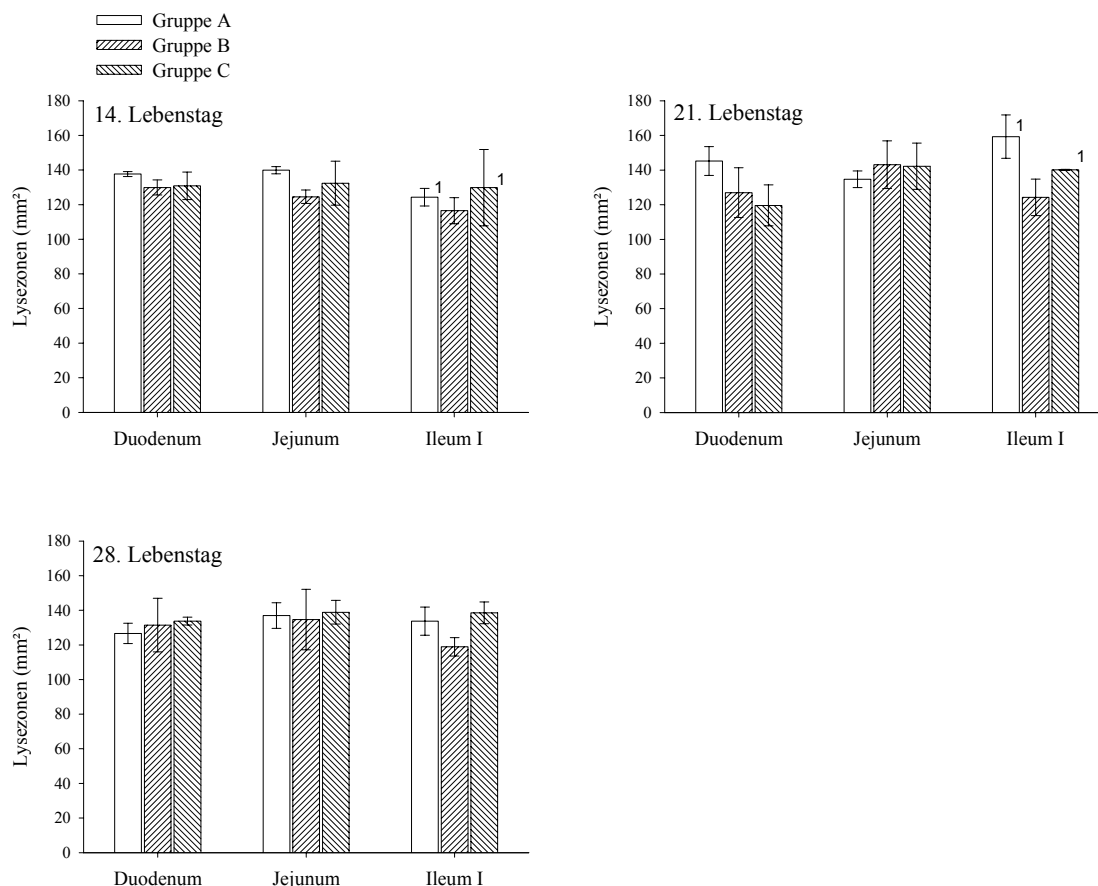 Gruppe A
Gruppe B
Gruppe C
14. Lebenstag
Lysezonen (mm²)
180
160
140
120
100
80
60
40
20
0
1
1
Duodenum Jejunum Ileum I
21. Lebenstag
Lysezonen (mm²)
180
160
140
120
100
80
60
40
20
0
1
1
Duodenum Jejunum Ileum I
28. Lebenstag
Lysezonen (mm²)
180
160
140
120
100
80
60
40
20
0
Duodenum Jejunum Ileum I